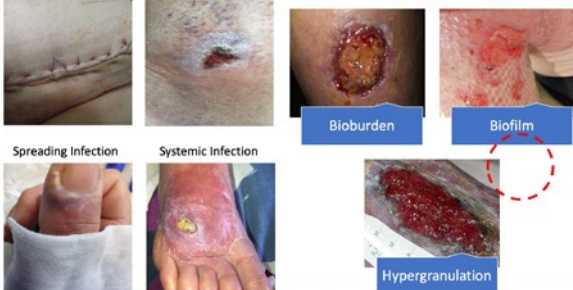 Bioburden
Biofilm
Spreading Infection
Systemic Infection
Hypergranulation